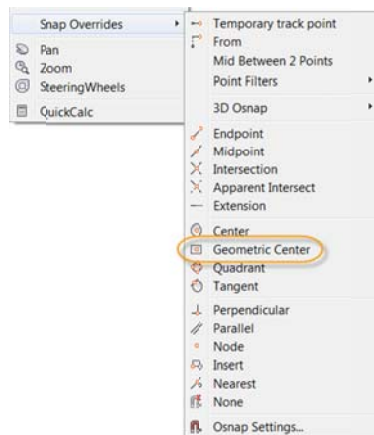 Snap Overrides
Pan
Zoom
SteeringWheels
QuickCalc
Temporary track point
From
Mid Between 2 Points
Point Filters
3D Osnap
Endpoint
Midpoint
Intersection
Apparent Intersect
Extension
Center
Geometric Center
Quadrant
Tangent
Perpendicular
Parallel
Node
Insert
Nearest
None
Osnap Settings...